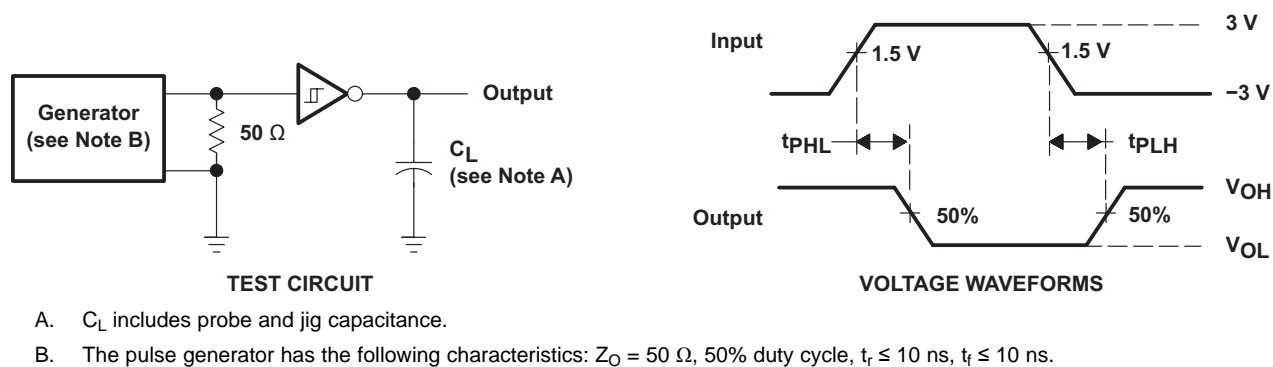 Generator
(see Note B)
50 Ω
Output
CL
(see Note A)
TEST CIRCUIT
Input
1.5 V
1.5 V
3 V
−3 V
tPHL
tPLH
Output
50%
50%
VOH
VOL
VOLTAGE WAVEFORMS
A. CL includes probe and jig capacitance.
B. The pulse generator has the following characteristics: ZO = 50 Ω, 50% duty cycle, tr ≤ 10 ns, tf ≤ 10 ns.